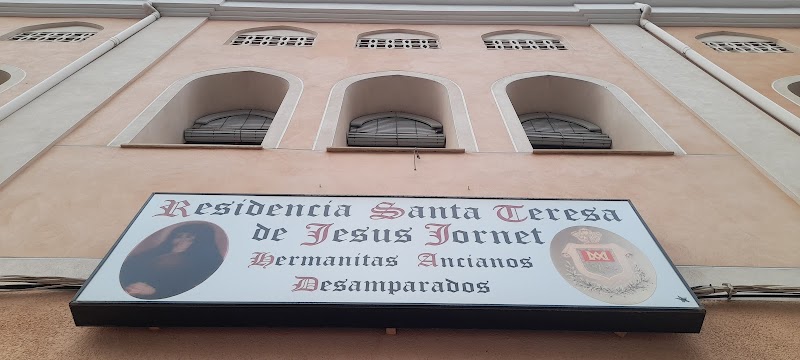 Residencia Santa Teresa
de Jesus Jornet
Hermanitas Ancianos
Desamparados